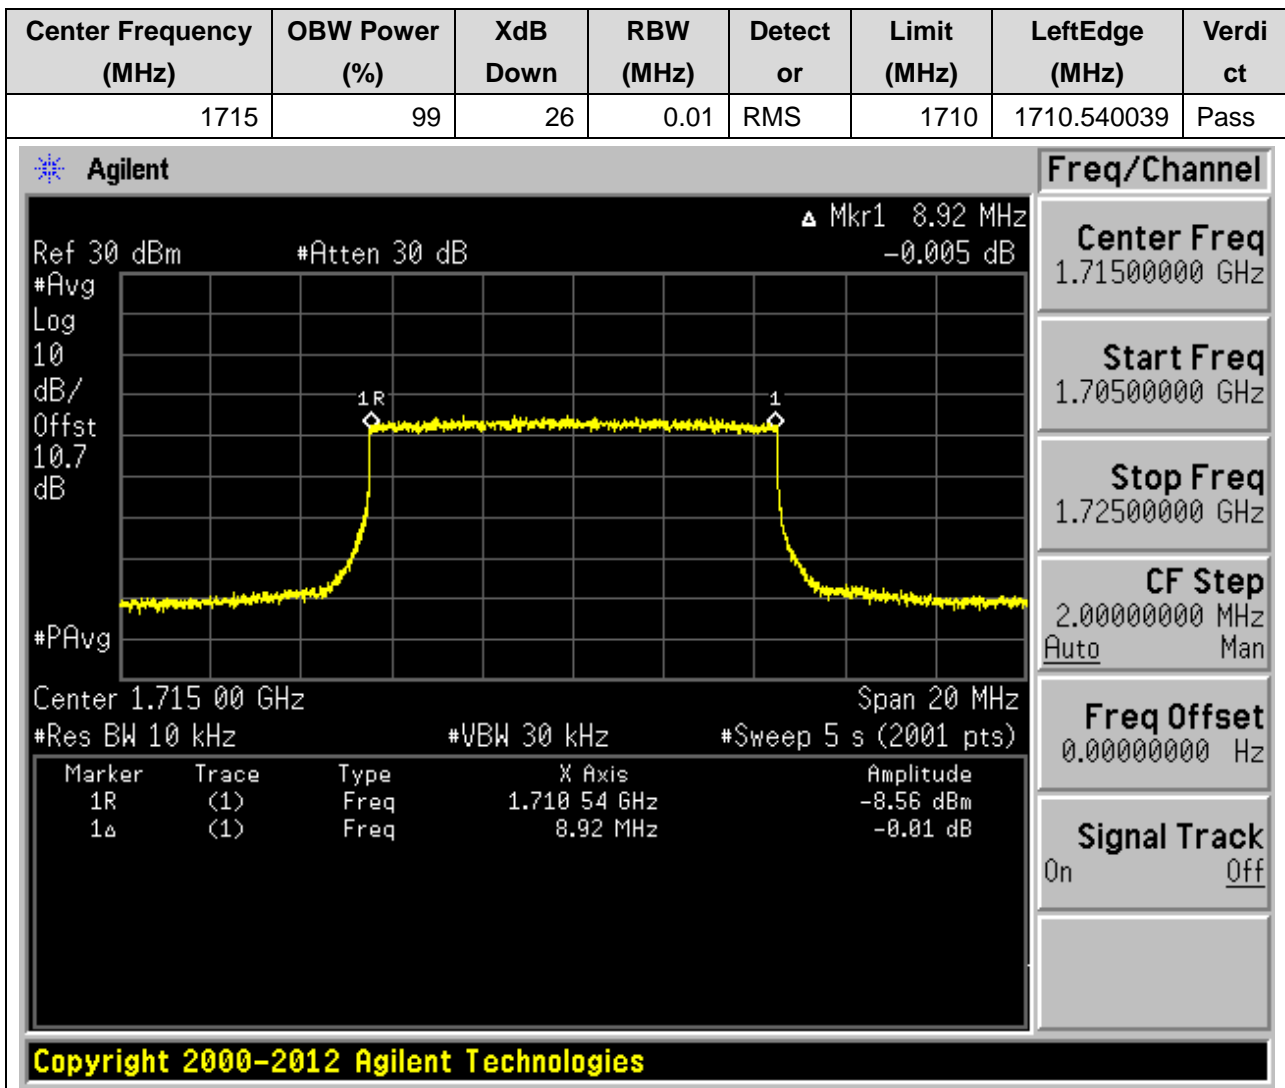 Center Frequency OBW Power XdB RBW Detect Limit LeftEdge Verdi
(MHz) (%) Down (MHz) or (MHz) (MHz) ct
1715 99 26 0.01 RMS 1710 1710.540039 Pass
Agilent Freq/Channel
Δ Mkr1 8.92 MHz
Ref 30 dBm #Atten 30 dB -0.005 dB
#Avg
Log
10
dB/
Offst
10.7
dB
#PAvg
1R 1
Center 1.715 00 GHz Span 20 MHz
#Res BW 10 kHz #VBW 30 kHz #Sweep 5 s (2001 pts)
Marker Trace Type X Axis Amplitude
1R (1) Freq 1.710 54 GHz -8.56 dBm
1Δ (1) Freq 8.92 MHz -0.01 dB
Center Freq
1.71500000 GHz
Start Freq
1.70500000 GHz
Stop Freq
1.72500000 GHz
CF Step
2.00000000 MHz
Auto Man
Freq Offset
0.00000000 Hz
Signal Track
On Off
Copyright 2000-2012 Agilent Technologies